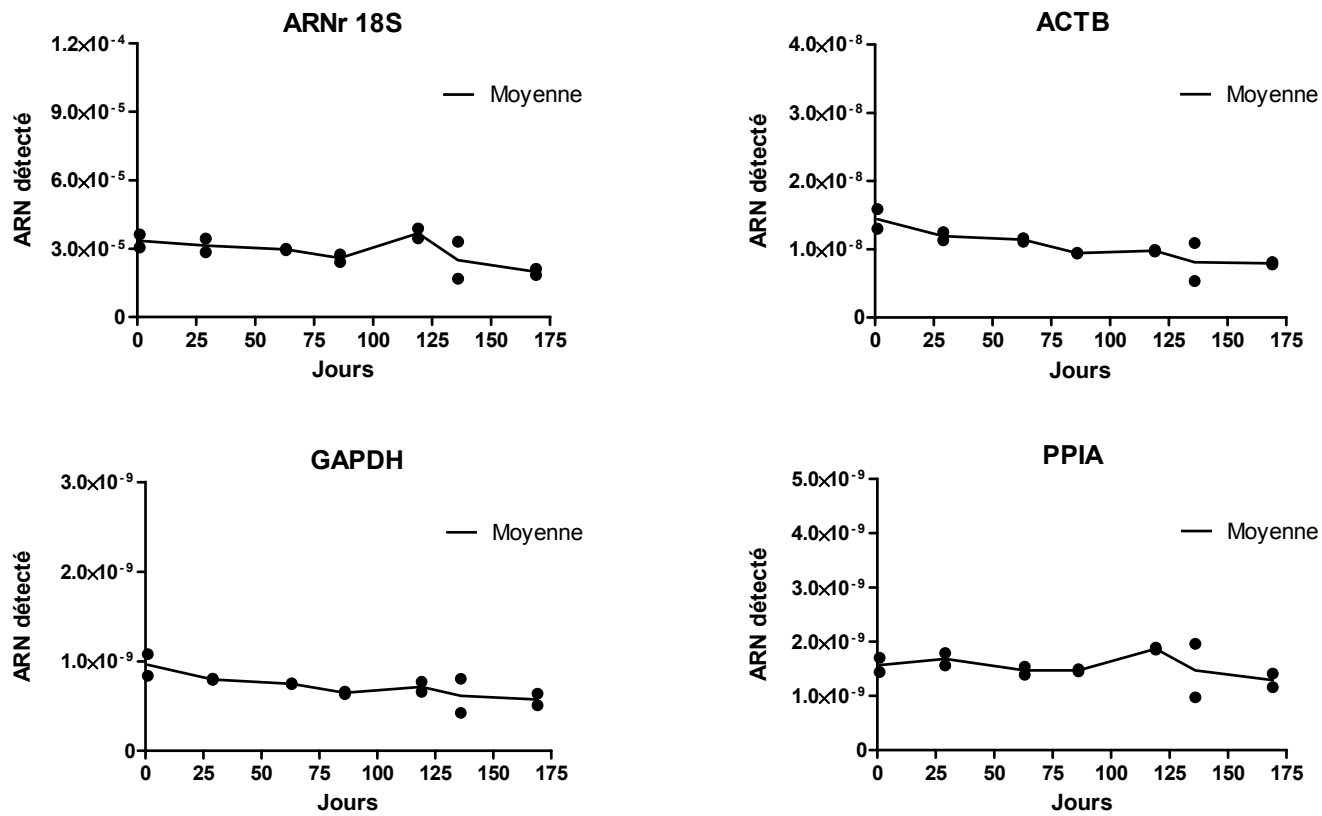 ARNr 18S
1.2×10⁻⁴
9.0×10⁻⁵
6.0×10⁻⁵
3.0×10⁻⁵
0
ARN détecté
Moyenne
0 25 50 75 100 125 150 175
Jours
ACTB
4.0×10⁻⁸
3.0×10⁻⁸
2.0×10⁻⁸
1.0×10⁻⁸
0
ARN détecté
Moyenne
0 25 50 75 100 125 150 175
Jours
GAPDH
3.0×10⁻⁹
2.0×10⁻⁹
1.0×10⁻⁹
0
ARN détecté
Moyenne
0 25 50 75 100 125 150 175
Jours
PPIA
5.0×10⁻⁹
4.0×10⁻⁹
3.0×10⁻⁹
2.0×10⁻⁹
1.0×10⁻⁹
0
ARN détecté
Moyenne
0 25 50 75 100 125 150 175
Jours